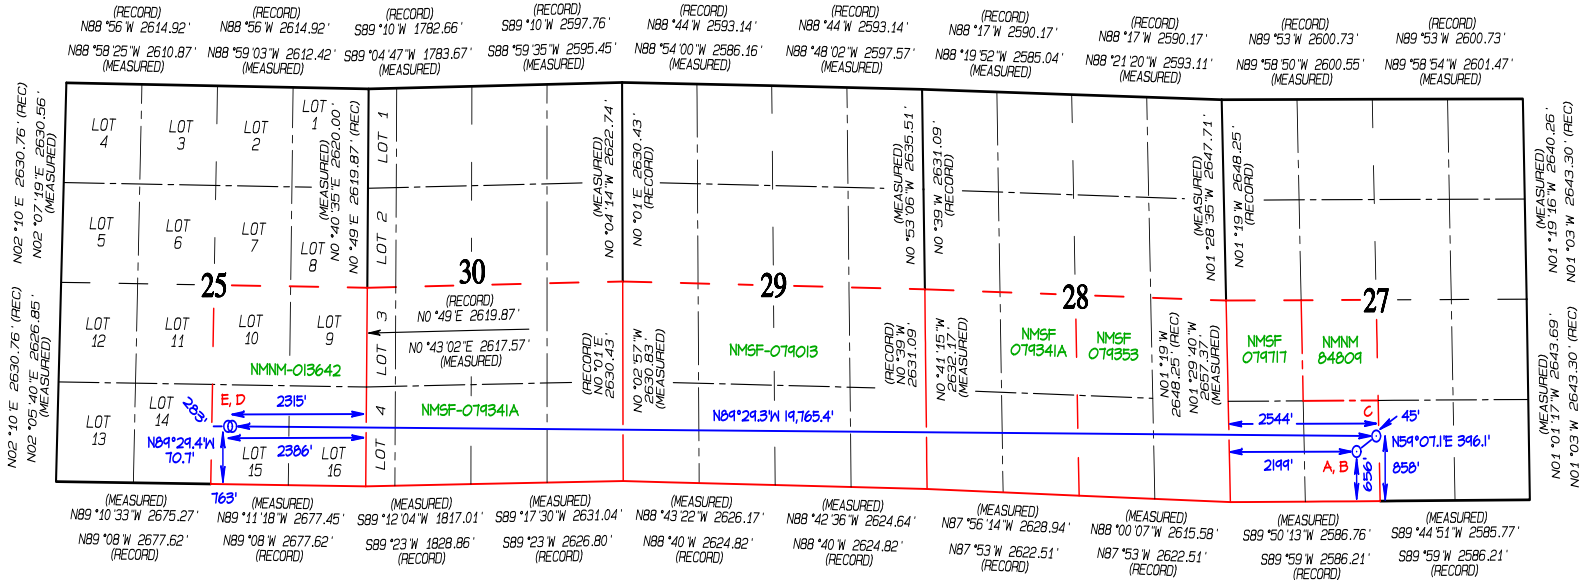 (RECORD)
N88°56'W 2614.92'
N88°58'25"W 2610.87'
(MEASURED)
(RECORD)
N88°56'W 2614.92'
N88°59'03"W 2612.42'
(MEASURED)
(RECORD)
S89°10'W 1782.66'
S89°04'47"W 1783.67'
(MEASURED)
(RECORD)
S89°10'W 2597.76'
S88°59'35"W 2595.45'
(MEASURED)
(RECORD)
N88°44'W 2593.14'
N88°54'00"W 2586.16'
(MEASURED)
(RECORD)
N88°44'W 2593.14'
N88°48'02"W 2597.57'
(MEASURED)
(RECORD)
N88°17'W 2590.17'
N88°19'52"W 2585.04'
(MEASURED)
(RECORD)
N88°17'W 2590.17'
N88°21'20"W 2593.11'
(MEASURED)
(RECORD)
N89°53'W 2600.73'
N89°58'50"W 2600.55'
(MEASURED)
(RECORD)
N89°53'W 2600.73'
N89°58'54"W 2601.47'
(MEASURED)
N02°10'E 2630.76' (REC)
N02°07'19"E 2630.56'
(MEASURED)
N02°10'E 2630.76' (REC)
N02°05'40"E 2626.85'
(MEASURED)
LOT
4
LOT
3
LOT
2
LOT
1
LOT
5
LOT
6
LOT
7
LOT
8
25
LOT
12
LOT
11
LOT
10
LOT
9
NMNM-013642
LOT
13
LOT
14
LOT
15
LOT
16
(MEASURED)
N0°40'35"E 2620.00'
N0°49'E 2619.87' (REC)
E, D
283'
2315'
N89°29.4'W
70.7'
2386'
763'
LOT 1
LOT 2
LOT 3
LOT 4
30
(RECORD)
N0°49'E 2619.87'
N0°43'02"E 2617.57'
(MEASURED)
NMSF-079341A
(MEASURED)
N0°04'14"W 2622.74'
N0°01'E 2630.43'
(RECORD)
(RECORD)
N0°01'E
2630.43'
N0°02'57"W
2630.83'
(MEASURED)
29
NMSF-079013
N89°29.3'W 19,765.4'
(MEASURED)
N0°53'06"W 2635.51'
N0°39'W 2631.09'
(RECORD)
(RECORD)
N0°39'W
2631.09'
N0°41'15"W
2632.17'
(MEASURED)
28
NMSF
079341A
NMSF
079353
(MEASURED)
N01°28'35"W 2647.71'
N01°19'W 2648.25'
(RECORD)
N01°19'W
2648.25' (REC)
N01°29'40"W
2657.37'
(MEASURED)
27
NMSF
079717
NMNM
84809
C
2544'
45'
N59°07.1'E 396.1'
2199'
A, B
656'
858'
(MEASURED)
N01°19'16"W 2640.26'
N01°03'W 2643.30' (REC)
(MEASURED)
N01°01'17"W 2643.69'
N01°03'W 2643.30' (REC)
(MEASURED)
N89°10'33"W 2675.27'
N89°08'W 2677.62'
(RECORD)
(MEASURED)
N89°11'18"W 2677.45'
N89°08'W 2677.62'
(RECORD)
(MEASURED)
S89°12'04"W 1817.01'
S89°23'W 1828.86'
(RECORD)
(MEASURED)
S89°17'30"W 2631.04'
S89°23'W 2626.80'
(RECORD)
(MEASURED)
N88°43'22"W 2626.17'
N88°40'W 2624.82'
(RECORD)
(MEASURED)
N88°42'36"W 2624.64'
N88°40'W 2624.82'
(RECORD)
(MEASURED)
N87°56'14"W 2628.94'
N87°53'W 2622.51'
(RECORD)
(MEASURED)
N88°00'07"W 2615.58'
N87°53'W 2622.51'
(RECORD)
(MEASURED)
S89°50'13"W 2586.76'
S89°59'W 2586.21'
(RECORD)
(MEASURED)
S89°44'51"W 2585.77'
S89°59'W 2586.21'
(RECORD)